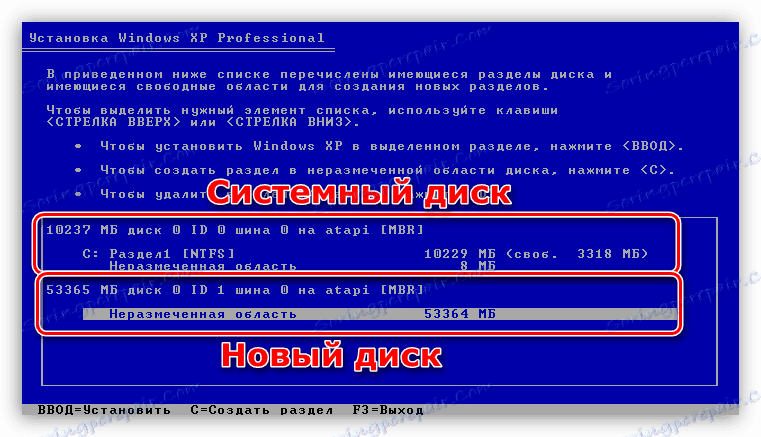 Установка Windows XP Professional
В приведенном ниже списке перечислены имеющиеся разделы диска и
имеющиеся свободные области для создания новых разделов.
Чтобы выделить нужный элемент списка, используйте клавиши
<СТРЕЛКА ВВЕРХ> или <СТРЕЛКА ВНИЗ>.
• Чтобы установить Windows XP в выделенном разделе, нажмите <ВВОД>.
• Чтобы создать раздел в неразмеченной области диска, нажмите <C>.
• Чтобы удалит
Системный диск
10237 МБ диск 0 ID 0 шина 0 на atapi [MBR]
C: Раздел1 [NTFS] 10229 МБ (своб. 3318 МБ)
Неразмеченная область 8 МБ
53365 МБ диск 0 ID 1 шина 0 на atapi [MBR]
Неразмеченная область 53364 МБ
Новый диск
ВВОД=Установить C=Создать раздел F3=Выход